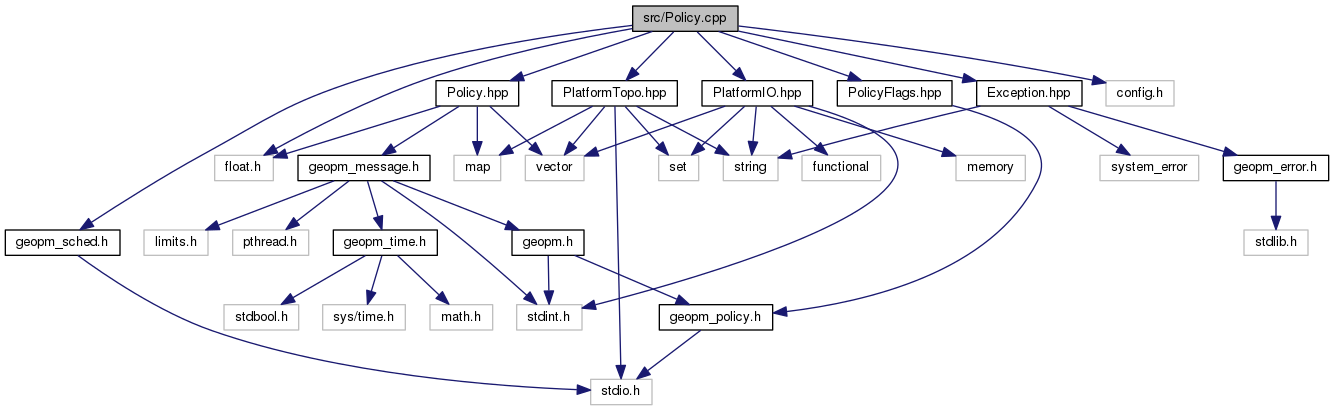 src/Policy.cpp
Policy.hpp
PlatformTopo.hpp
PlatformIO.hpp
PolicyFlags.hpp
Exception.hpp
config.h
float.h
geopm_message.h
map
vector
set
string
functional
memory
system_error
geopm_error.h
geopm_sched.h
limits.h
pthread.h
geopm_time.h
geopm.h
stdlib.h
stdbool.h
sys/time.h
math.h
stdint.h
geopm_policy.h
stdio.h